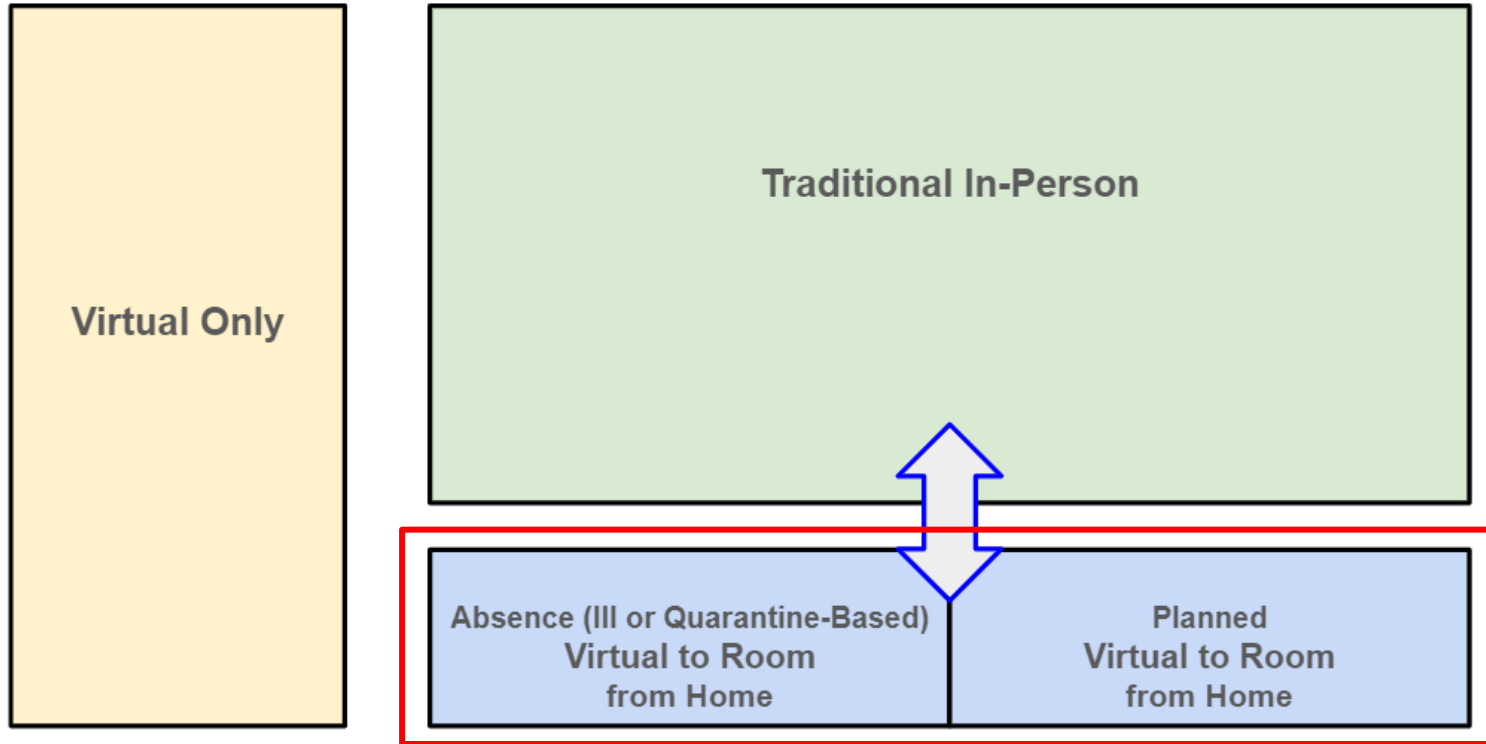 Virtual Only
Traditional In-Person
Absence (Ill or Quarantine-Based)
Virtual to Room
from Home
Planned
Virtual to Room
from Home